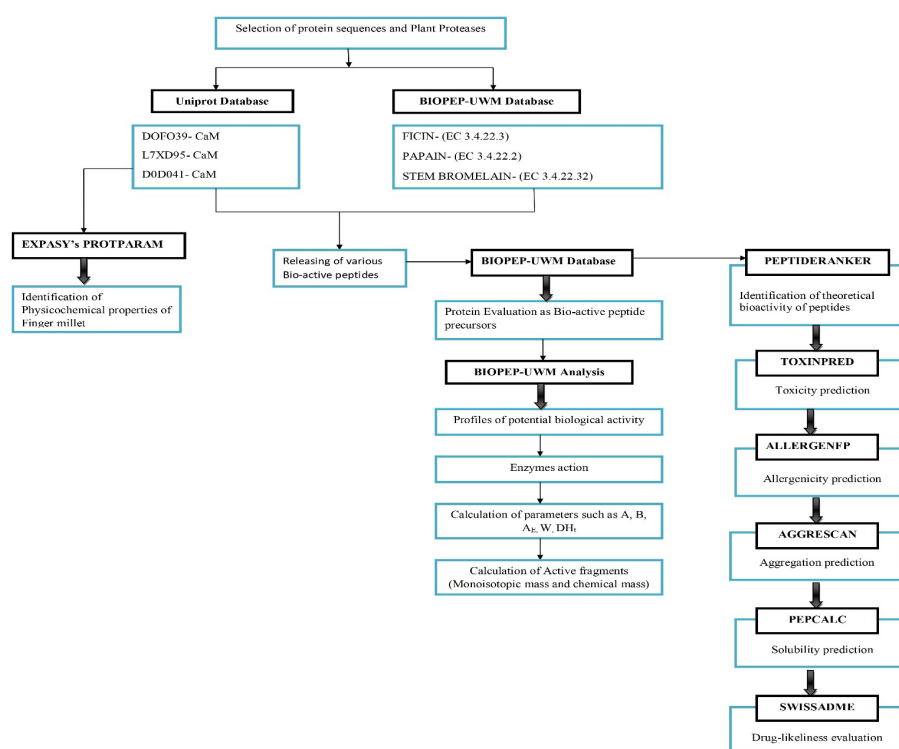 Selection of protein sequences and Plant Proteases
Uniprot Database
BIOPEP-UWM Database
DOFO39- CaM
L7XD95- CaM
D0D041- CaM
FICIN- (EC 3.4.22.3)
PAPAIN- (EC 3.4.22.2)
STEM BROMELAIN- (EC 3.4.22.32)
EXPASY's PROTPARAM
Identification of
Physicochemical properties of
Finger millet
Releasing of various
Bio-active peptides
BIOPEP-UWM Database
Protein Evaluation as Bio-active peptide
precursors
BIOPEP-UWM Analysis
Profiles of potential biological activity
Enzymes action
Calculation of parameters such as A, B,
AE, W, DHt
Calculation of Active fragments
(Monoisotopic mass and chemical mass)
PEPTIDERANKER
Identification of theoretical
bioactivity of peptides
TOXINPRED
Toxicity prediction
ALLERGENFP
Allergenicity prediction
AGGRESCAN
Aggregation prediction
PEPCALC
Solubility prediction
SWISSADME
Drug-likeliness evaluation